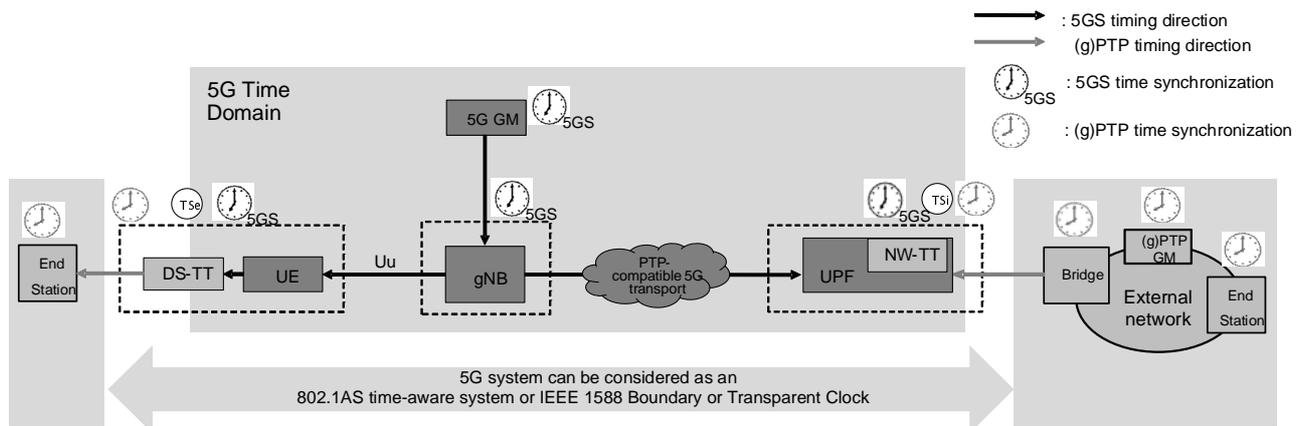 : 5GS timing direction
(g)PTP timing direction
5GS
: 5GS time synchronization
: (g)PTP time synchronization
5G Time
Domain
5G GM
5GS
5GS
TSe
5GS
5GS
TSi
End
Station
DS-TT
UE
Uu
gNB
PTP-
compatible 5G
transport
UPF
NW-TT
Bridge
(g)PTP
GM
External
network
End
Station
5G system can be considered as an
802.1AS time-aware system or IEEE 1588 Boundary or Transparent Clock